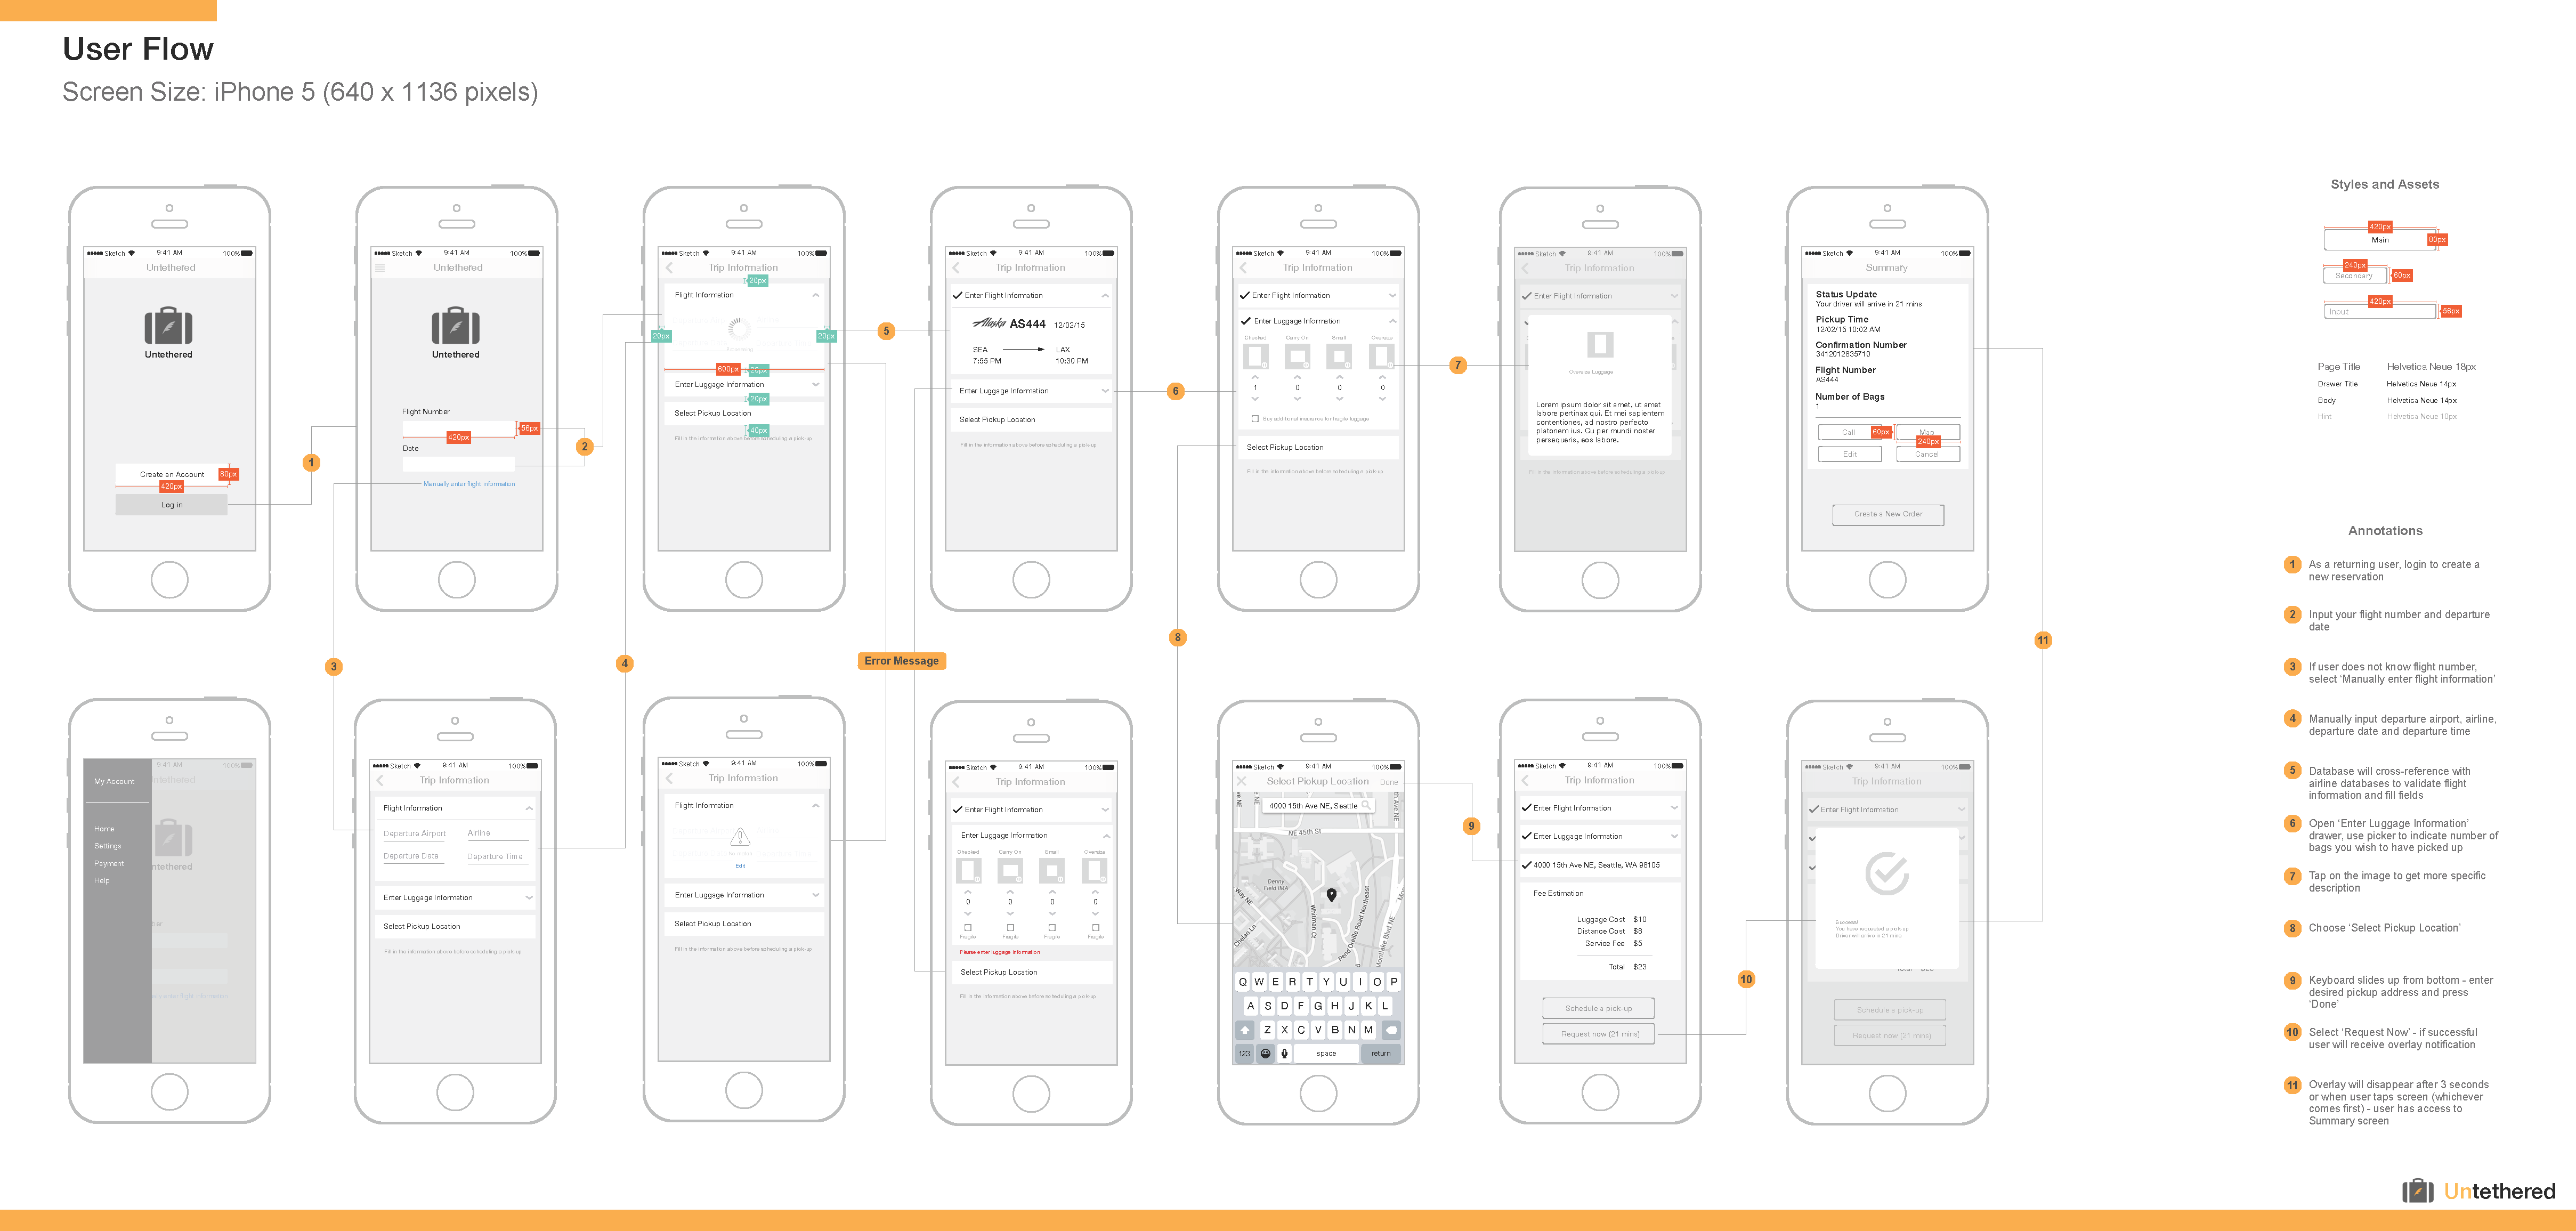 User Flow
Screen Size: iPhone 5 (640 x 1136 pixels)
Sketch 9:41 AM 100%
Untethered
Untethered
Create an Account
80px
420px
Log in
1
Sketch 9:41 AM 100%
Untethered
Untethered
Flight Number
56px
420px
Date
Manually enter flight information
2
Sketch 9:41 AM 100%
Trip Information
20px
Flight Information
20px
20px
600px
20px
Enter Luggage Information
20px
Select Pickup Location
40px
Fill in the information above before scheduling a pick-up
5
Sketch 9:41 AM 100%
Trip Information
Enter Flight Information
Alaska AS444 12/02/15
SEA LAX
7:55 PM 10:30 PM
Enter Luggage Information
Select Pickup Location
Fill in the information above before scheduling a pick-up
6
Sketch 9:41 AM 100%
Trip Information
Enter Flight Information
Enter Luggage Information
Checked Carry On Small Oversize
1 0 0 0
Buy additional insurance for fragile luggage
Select Pickup Location
Fill in the information above before scheduling a pick-up
7
Sketch 9:41 AM 100%
Trip Information
Enter Flight Information
Oversize Luggage
Lorem ipsum dolor sit amet, ut amet
labore pertinax qui. Et mei sapientem
contentiones, ad nostro perfecto
platonem ius. Cu per mundi noster
persequeris, eos labore.
Fill in the information above before scheduling a pick-up
Sketch 9:41 AM 100%
Summary
Status Update
Your driver will arrive in 21 mins
Pickup Time
12/02/15 10:02 AM
Confirmation Number
3412012835710
Flight Number
AS444
Number of Bags
1
Call 60px Map
240px
Edit Cancel
Create a New Order
3
4
Error Message
8
11
9:41 AM 100%
My Account
Home
Settings
Payment
Help
Sketch 9:41 AM 100%
Trip Information
Flight Information
Departure Airport Airline
Departure Date Departure Time
Enter Luggage Information
Select Pickup Location
Fill in the information above before scheduling a pick-up
Sketch 9:41 AM 100%
Trip Information
Flight Information
Edit
Enter Luggage Information
Select Pickup Location
Fill in the information above before scheduling a pick-up
Sketch 9:41 AM 100%
Trip Information
Enter Flight Information
Enter Luggage Information
Checked Carry On Small Oversize
0 0 0 0
Fragile Fragile Fragile Fragile
Please enter luggage information
Select Pickup Location
Fill in the information above before scheduling a pick-up
Sketch 9:41 AM 100%
Select Pickup Location Done
4000 15th Ave NE, Seattle
NE 45th St
Denny
Field IMA
Whitman Ct
Pend Oreille Road Northeast
Montlake Blvd NE
Chelan Ln
Q W E R T Y U I O P
A S D F G H J K L
Z X C V B N M
123 space return
9
Sketch 9:41 AM 100%
Trip Information
Enter Flight Information
Enter Luggage Information
4000 15th Ave NE, Seattle, WA 98105
Fee Estimation
Luggage Cost $10
Distance Cost $8
Service Fee $5
Total $23
Schedule a pick-up
Request now (21 mins)
10
Sketch 9:41 AM 100%
Trip Information
Enter Flight Information
Success!
You have requested a pick up
Driver will arrive in 21 mins
Schedule a pick-up
Request now (21 mins)
Styles and Assets
420px
Main 80px
240px
Secondary 60px
420px
Input 56px
Page Title Helvetica Neue 18px
Drawer Title Helvetica Neue 14px
Body Helvetica Neue 14px
Hint Helvetica Neue 10px
Annotations
1 As a returning user, login to create a
new reservation
2 Input your flight number and departure
date
3 If user does not know flight number,
select ‘Manually enter flight information’
4 Manually input departure airport, airline,
departure date and departure time
5 Database will cross-reference with
airline databases to validate flight
information and fill fields
6 Open ‘Enter Luggage Information’
drawer, use picker to indicate number of
bags you wish to have picked up
7 Tap on the image to get more specific
description
8 Choose ‘Select Pickup Location’
9 Keyboard slides up from bottom - enter
desired pickup address and press
‘Done’
10 Select ‘Request Now’ - if successful
user will receive overlay notification
11 Overlay will disappear after 3 seconds
or when user taps screen (whichever
comes first) - user has access to
Summary screen
Untethered